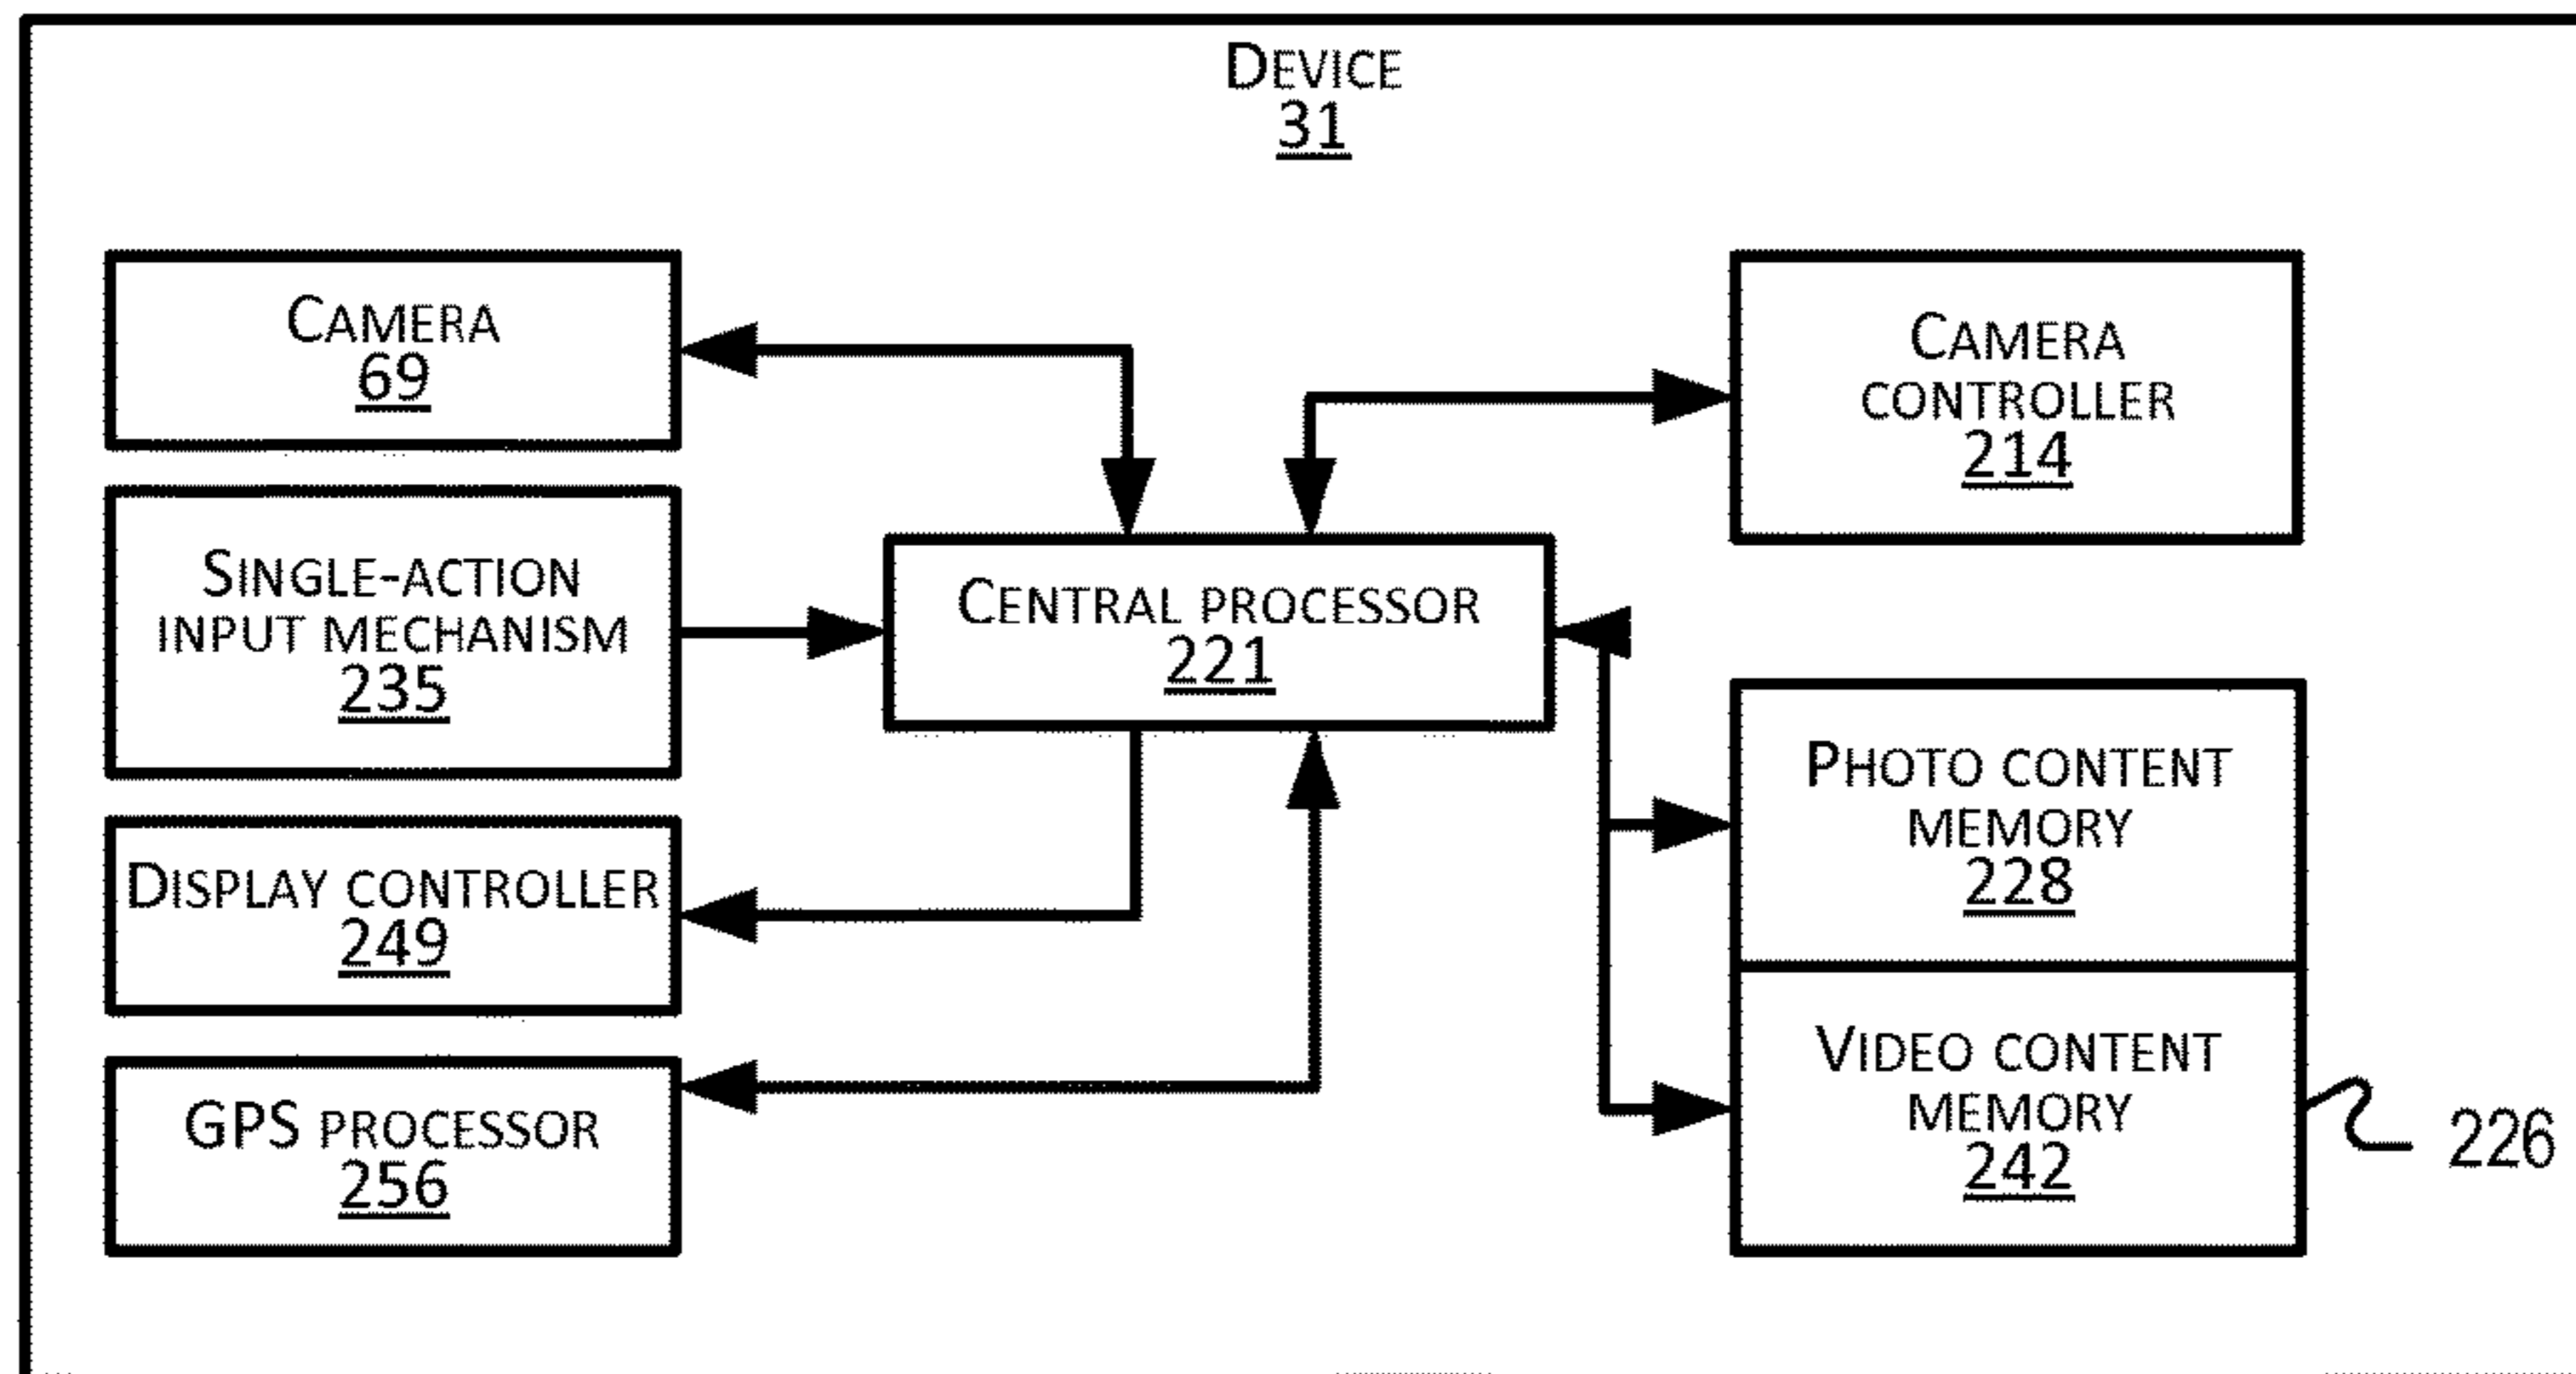 DEVICE
31
CAMERA
69
SINGLE-ACTION
INPUT MECHANISM
235
DISPLAY CONTROLLER
249
GPS PROCESSOR
256
CENTRAL PROCESSOR
221
CAMERA
CONTROLLER
214
PHOTO CONTENT
MEMORY
228
VIDEO CONTENT
MEMORY
242
226